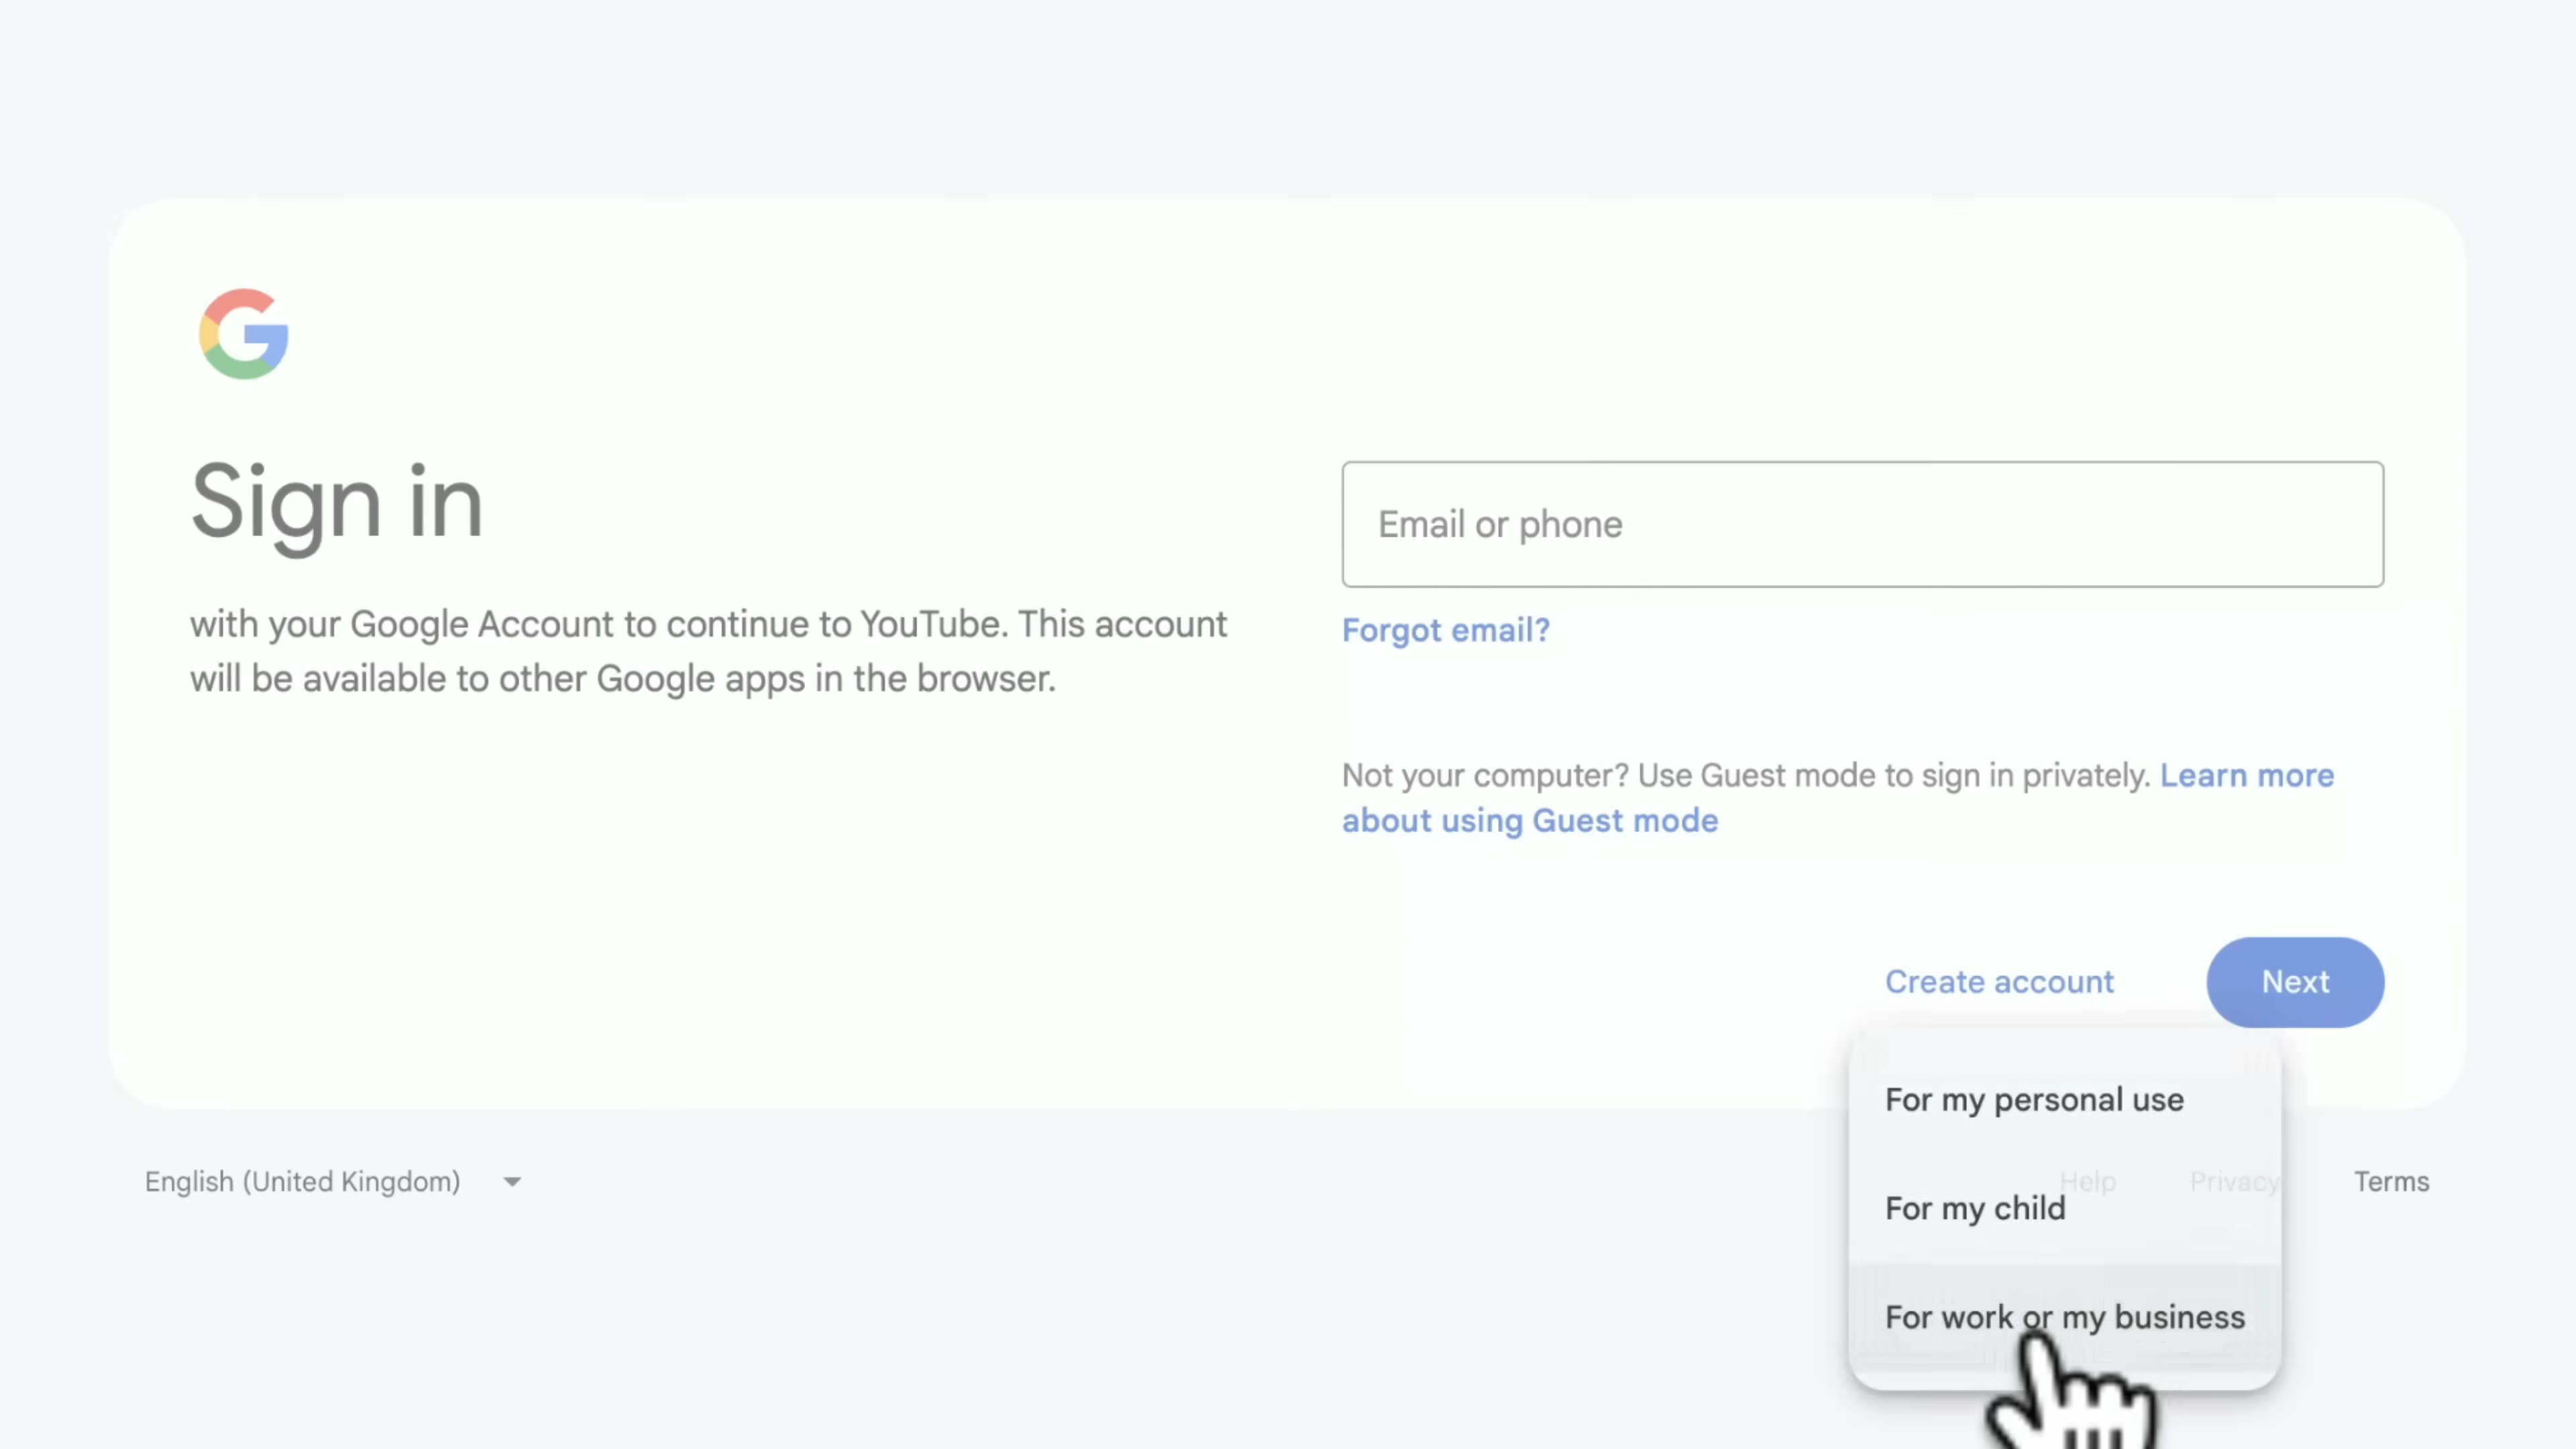 Sign in
with your Google Account to continue to YouTube. This account
will be available to other Google apps in the browser.
Email or phone
Forgot email?
Not your computer? Use Guest mode to sign in privately. Learn more
about using Guest mode
Create account
Next
For my personal use
For my child
For work or my business
English (United Kingdom)
Help
Privacy
Terms